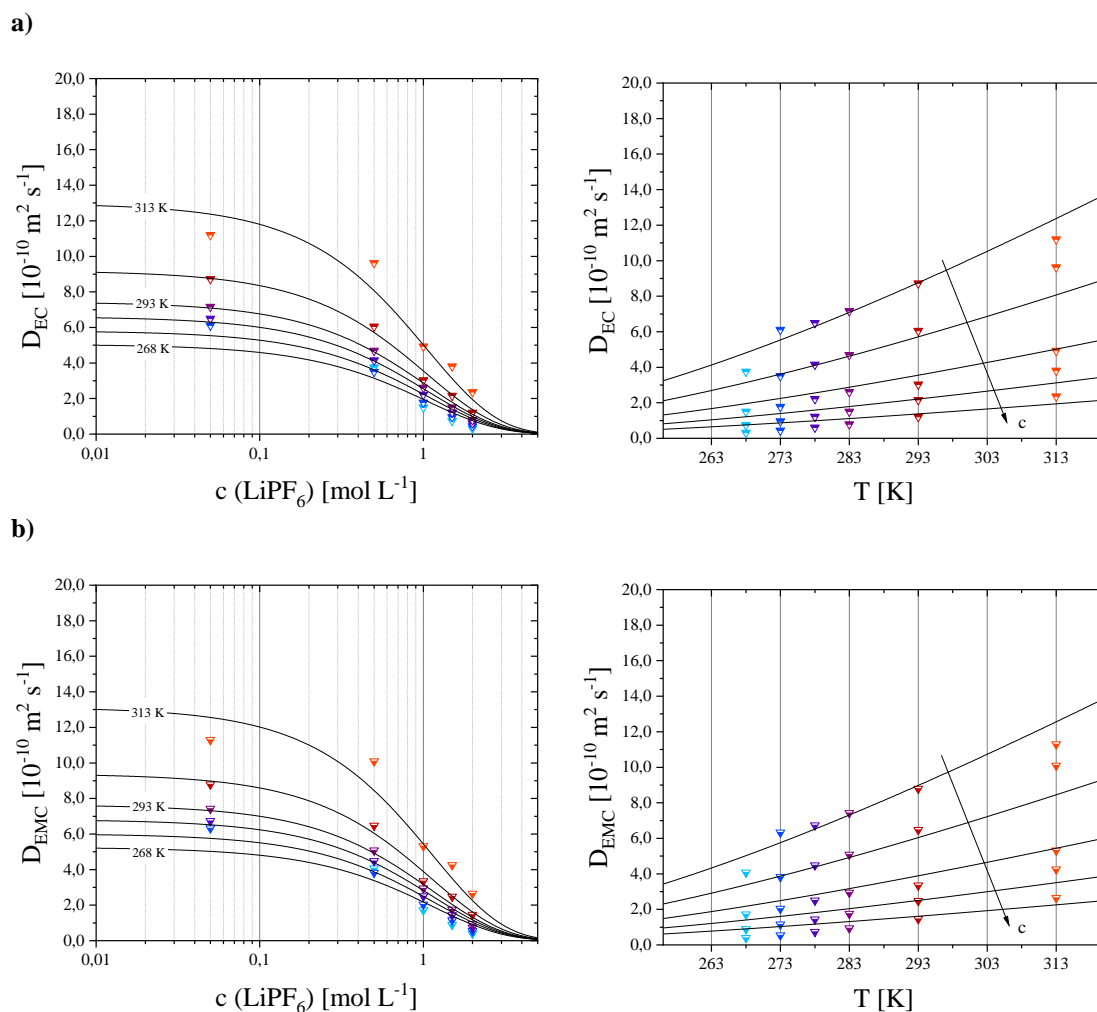 a)
D_EC [10^-10 m^2 s^-1]
20,0
18,0
16,0
14,0
12,0
10,0
8,0
6,0
4,0
2,0
0,0
313 K
293 K
268 K
0,01 0,1 1
c (LiPF_6) [mol L^-1]
D_EC [10^-10 m^2 s^-1]
20,0
18,0
16,0
14,0
12,0
10,0
8,0
6,0
4,0
2,0
0,0
c
263 273 283 293 303 313
T [K]
b)
D_EMC [10^-10 m^2 s^-1]
20,0
18,0
16,0
14,0
12,0
10,0
8,0
6,0
4,0
2,0
0,0
313 K
293 K
268 K
0,01 0,1 1
c (LiPF_6) [mol L^-1]
D_EMC [10^-10 m^2 s^-1]
20,0
18,0
16,0
14,0
12,0
10,0
8,0
6,0
4,0
2,0
0,0
c
263 273 283 293 303 313
T [K]